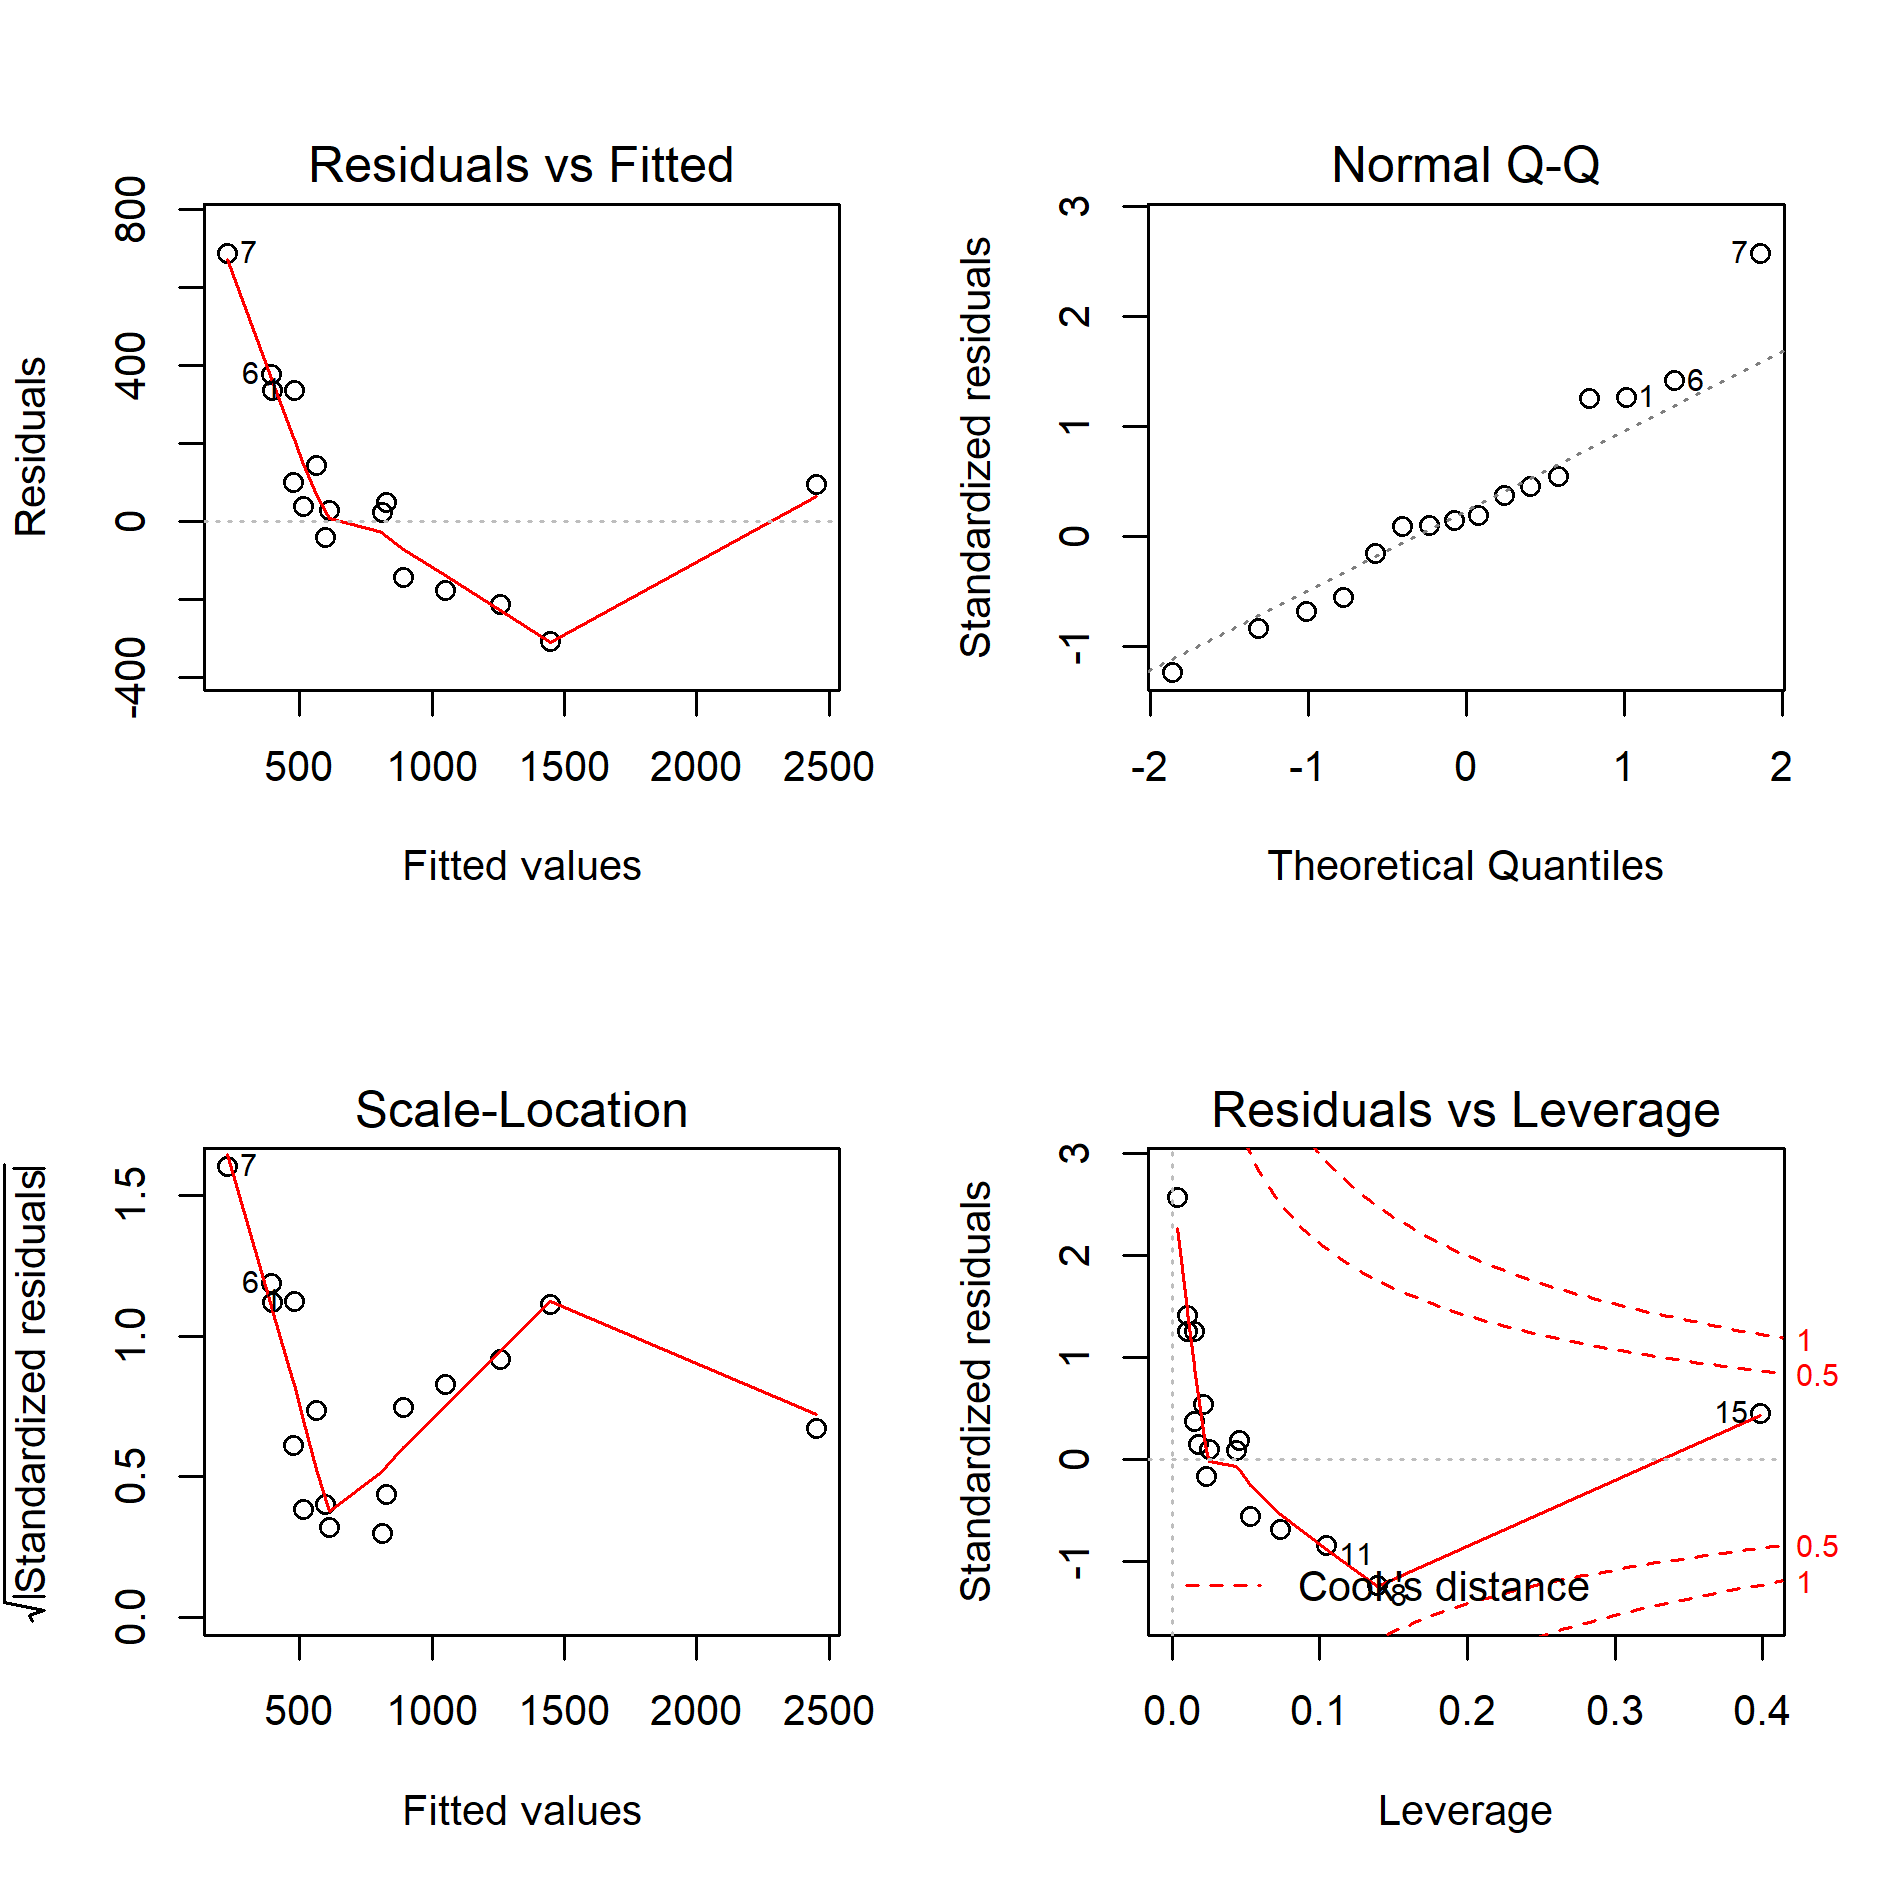 Residuals vs Fitted
Residuals
800
400
0
-400
7
6
1
500 1000 1500 2000 2500
Fitted values
Normal Q-Q
Standardized residuals
3
2
1
0
-1
7
1
6
-2 -1 0 1 2
Theoretical Quantiles
Scale-Location
√|Standardized residuals|
1.5
1.0
0.5
0.0
7
6
1
500 1000 1500 2000 2500
Fitted values
Residuals vs Leverage
Standardized residuals
3
2
1
0
-1
1
0.5
15
0.5
1
11
8
Cook's distance
0.0 0.1 0.2 0.3 0.4
Leverage